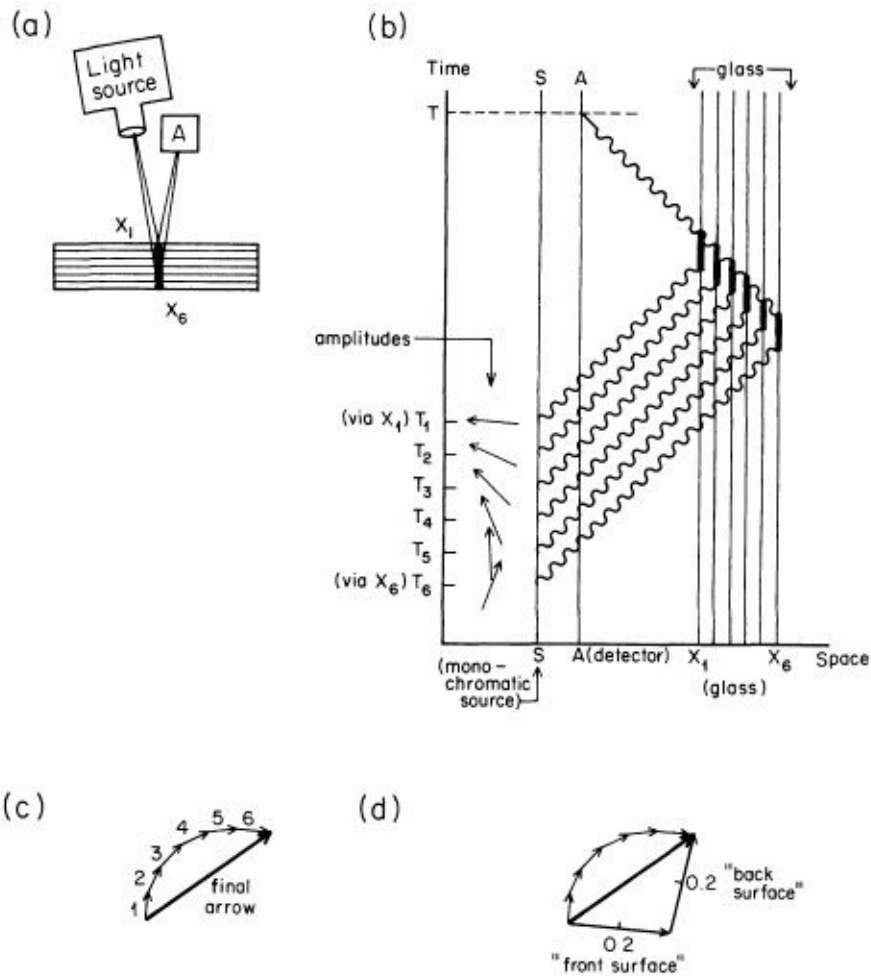 (a)
Light
source
A
X1
X6
(b)
Time
S
A
glass
T
amplitudes
(via X1) T1
T2
T3
T4
T5
(via X6) T6
S
A (detector)
X1
X6
Space
(mono-
chromatic
source)
(glass)
(c)
1
2
3
4
5
6
final
arrow
(d)
"back
surface"
0.2
0 2
"front surface"